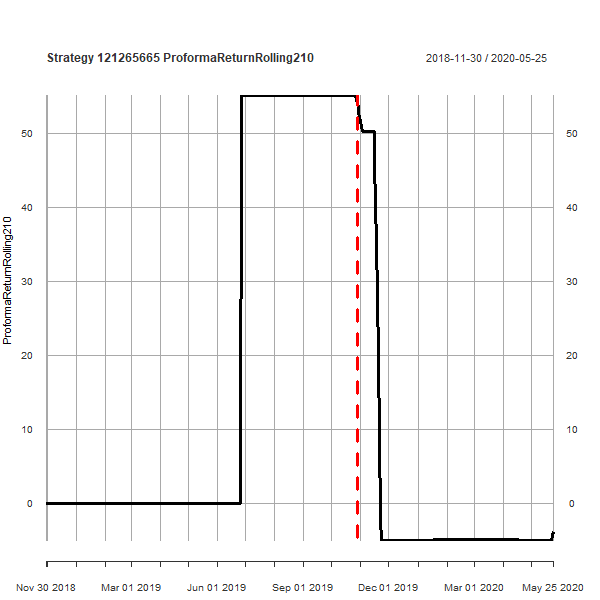 Strategy 121265665 ProformaReturnRolling210
2018-11-30 / 2020-05-25
ProformaReturnRolling210
50 50
40 40
30 30
20 20
10 10
0 0
Nov 30 2018 Mar 01 2019 Jun 01 2019 Sep 01 2019 Dec 01 2019 Mar 01 2020 May 25 2020